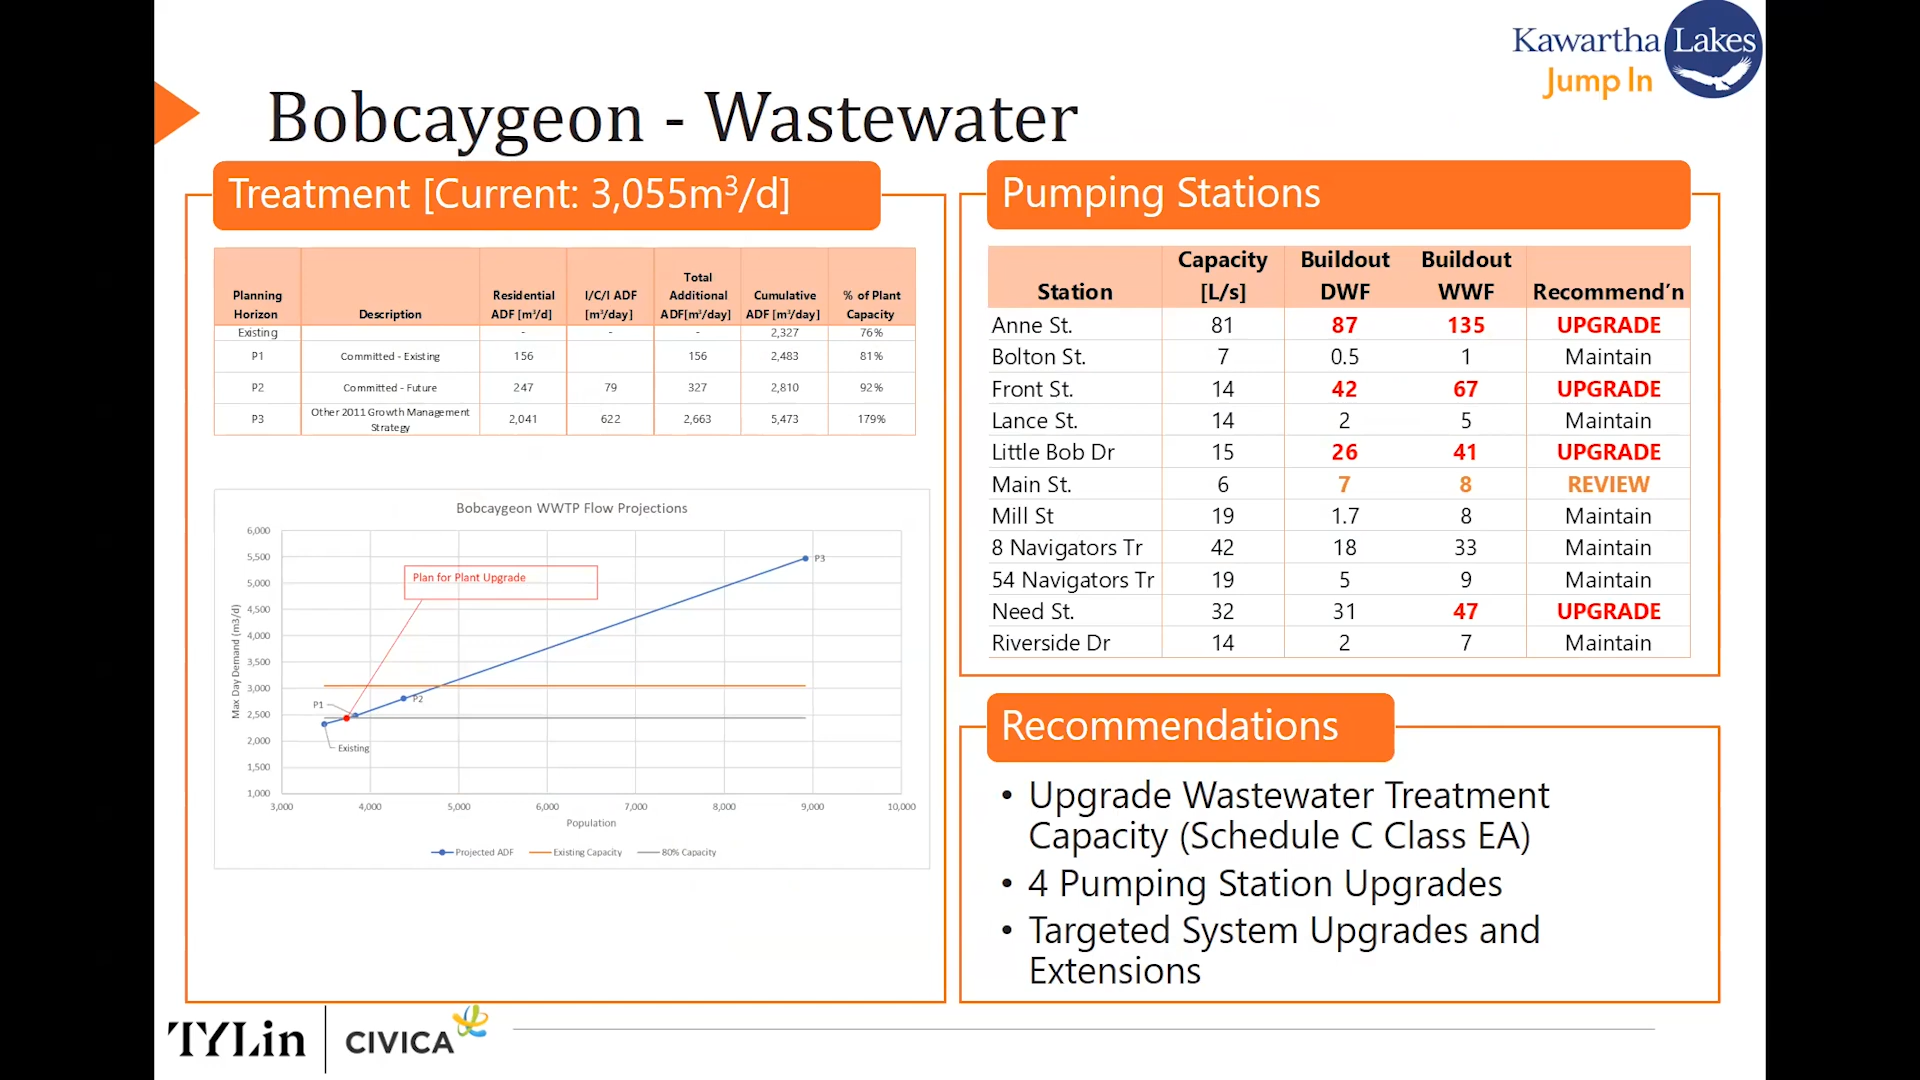 Kawartha Lakes
Jump In
Bobcaygeon - Wastewater
Treatment [Current: 3,055m³/d]
Planning Horizon Description Residential ADF [m³/d] I/C/I ADF [m³/day] Total Additional ADF[m³/day] Cumulative ADF [m³/day] % of Plant Capacity
Existing - - - 2,327 76%
P1 Committed - Existing 156 156 2,483 81%
P2 Committed - Future 247 79 327 2,810 92%
P3 Other 2011 Growth Management Strategy 2,041 622 2,663 5,473 179%
Bobcaygeon WWTP Flow Projections
Max Day Demand (m3/d)
6,000
5,500
5,000
4,500
4,000
3,500
3,000
2,500
2,000
1,500
1,000
Plan for Plant Upgrade
P3
P2
P1
Existing
3,000 4,000 5,000 6,000 7,000 8,000 9,000 10,000
Population
Projected ADF Existing Capacity 80% Capacity
Pumping Stations
Station Capacity [L/s] Buildout DWF Buildout WWF Recommend'n
Anne St. 81 87 135 UPGRADE
Bolton St. 7 0.5 1 Maintain
Front St. 14 42 67 UPGRADE
Lance St. 14 2 5 Maintain
Little Bob Dr 15 26 41 UPGRADE
Main St. 6 7 8 REVIEW
Mill St 19 1.7 8 Maintain
8 Navigators Tr 42 18 33 Maintain
54 Navigators Tr 19 5 9 Maintain
Need St. 32 31 47 UPGRADE
Riverside Dr 14 2 7 Maintain
Recommendations
• Upgrade Wastewater Treatment
Capacity (Schedule C Class EA)
• 4 Pumping Station Upgrades
• Targeted System Upgrades and
Extensions
TYLin
CIVICA